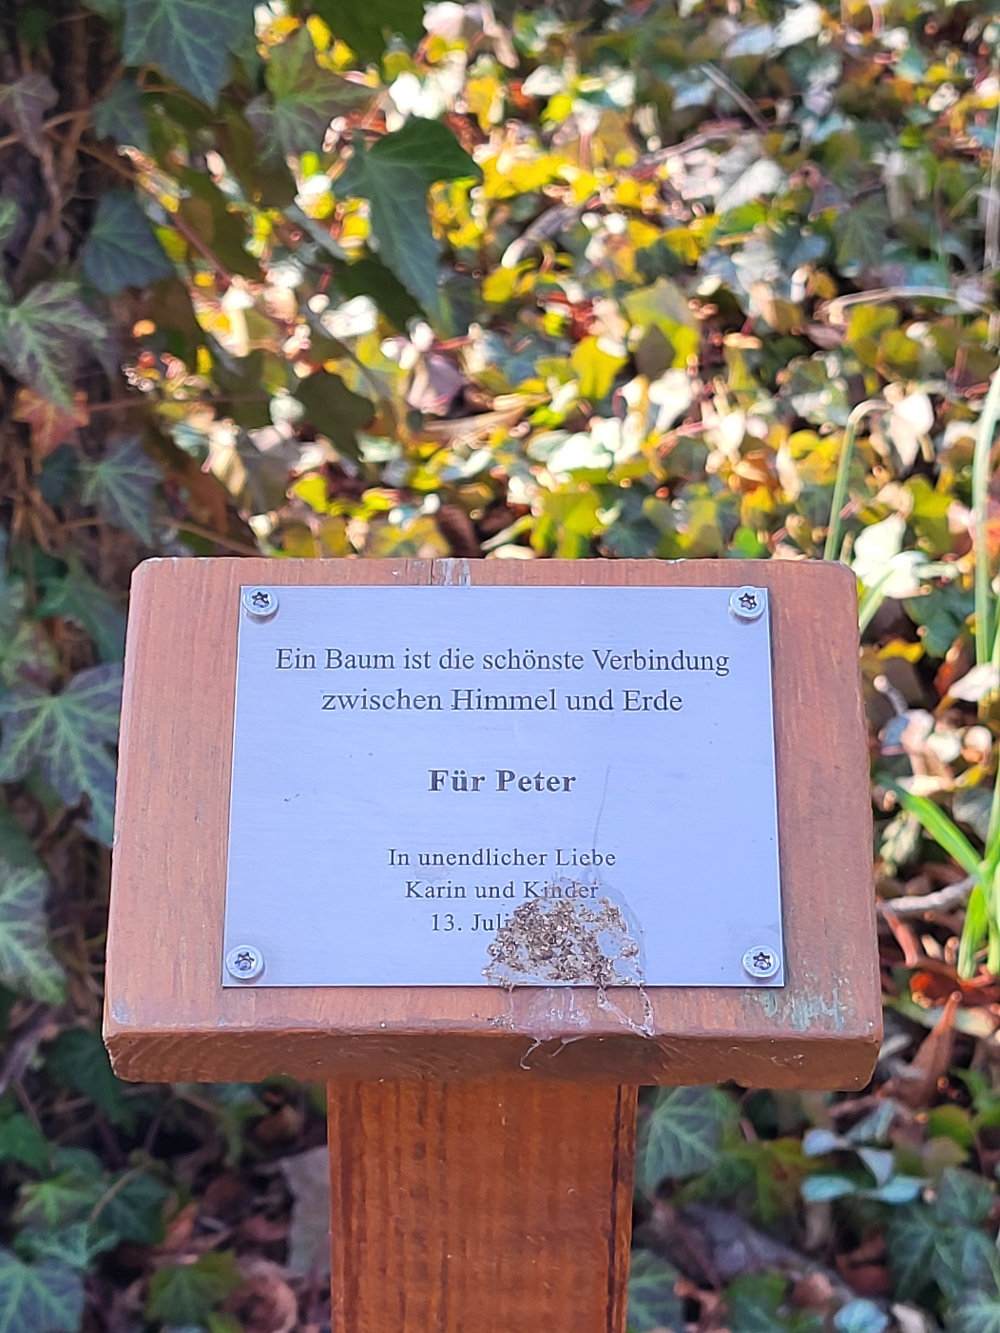 Ein Baum ist die schönste Verbindung
zwischen Himmel und Erde
Für Peter
In unendlicher Liebe
Karin und Kinder
13. Juli